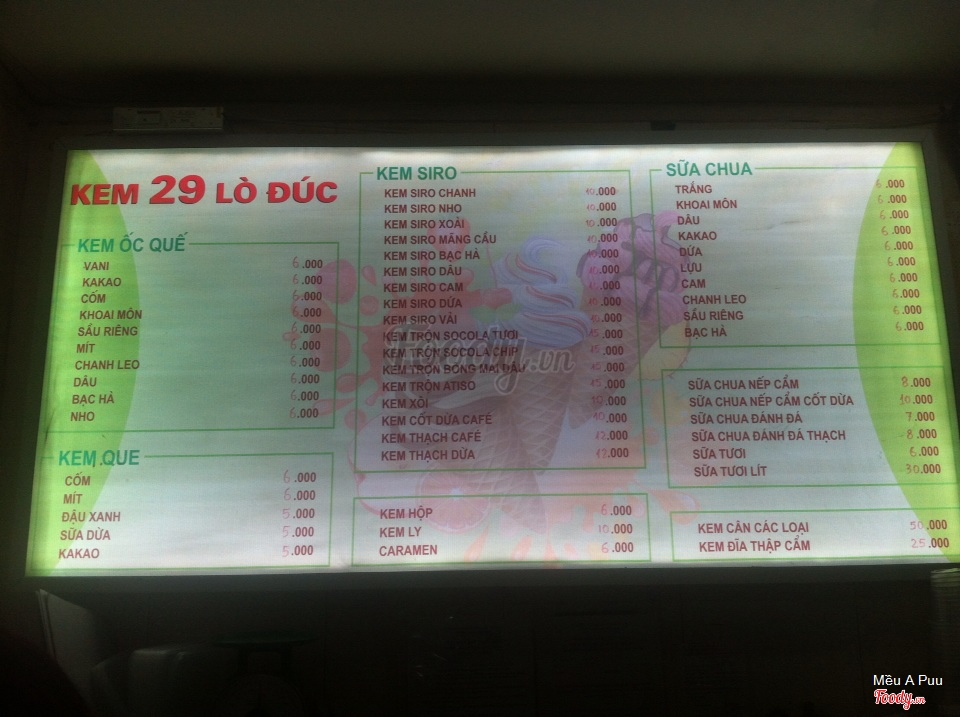 KEM 29 LÒ ĐÚC
KEM ỐC QUẾ
VANI 6.000
KAKAO 6.000
CỐM 6.000
KHOAI MÔN 6.000
SẦU RIÊNG 6.000
MÍT 6.000
CHANH LEO 6.000
DÂU 6.000
BẠC HÀ 6.000
NHO 6.000
KEM QUE
CỐM 6.000
MÍT 6.000
ĐẬU XANH 5.000
SỮA DỪA 5.000
KAKAO 5.000
KEM SIRO
KEM SIRO CHANH 10.000
KEM SIRO NHO 10.000
KEM SIRO XOÀI 10.000
KEM SIRO MÃNG CẦU 10.000
KEM SIRO BẠC HÀ 10.000
KEM SIRO DÂU 10.000
KEM SIRO CAM 10.000
KEM SIRO DỪA 10.000
KEM SIRO VẢI 10.000
KEM TRỘN SOCOLA TƯƠI 15.000
KEM TRỘN SOCOLA CHIP 15.000
KEM TRỘN BÔNG MAI DÂU 15.000
KEM TRỘN ATISO 15.000
KEM XÔI 10.000
KEM CỐT DỪA CAFÉ 10.000
KEM THẠCH CAFÉ 12.000
KEM THẠCH DỪA 12.000
KEM HỘP 6.000
KEM LY 10.000
CARAMEN 6.000
SỮA CHUA
TRẮNG 6.000
KHOAI MÔN 6.000
DÂU 6.000
KAKAO 6.000
DỪA 6.000
LỰU 6.000
CAM 6.000
CHANH LEO 6.000
SẦU RIÊNG 6.000
BẠC HÀ 6.000
SỮA CHUA NẾP CẨM 8.000
SỮA CHUA NẾP CẨM CỐT DỪA 10.000
SỮA CHUA ĐÁNH ĐÁ 7.000
SỮA CHUA ĐÁNH ĐÁ THẠCH 8.000
SỮA TƯƠI 6.000
SỮA TƯƠI LÍT 30.000
KEM CÂN CÁC LOẠI 50.000
KEM ĐĨA THẬP CẨM 25.000
Foody.vn
Mều A Puu
Foody.vn